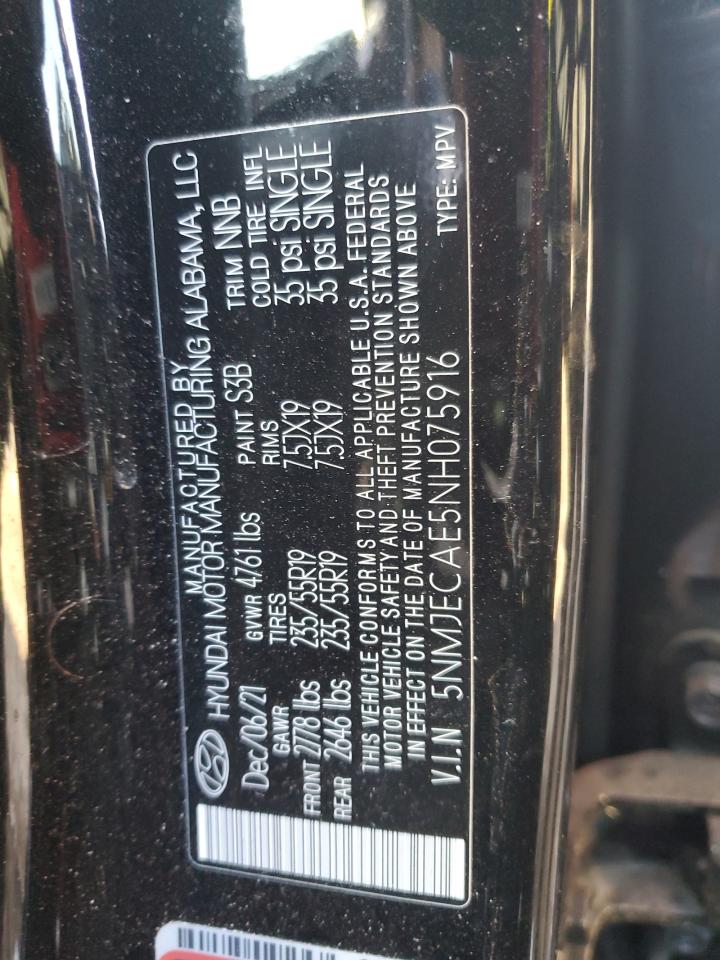 MANUFACTURED BY
HYUNDAI MOTOR MANUFACTURING ALABAMA, LLC
Dec/06/21 GVWR 4761 lbs PAINT S3B TRIM NNB
GAWR TIRES RIMS COLD TIRE INFL
FRONT 2778 lbs 235/55R19 7.5JX19 35 psi SINGLE
REAR 2646 lbs 235/55R19 7.5JX19 35 psi SINGLE
THIS VEHICLE CONFORMS TO ALL APPLICABLE U.S.A. FEDERAL
MOTOR VEHICLE SAFETY AND THEFT PREVENTION STANDARDS
IN EFFECT ON THE DATE OF MANUFACTURE SHOWN ABOVE
V.I.N 5NMJECAE5NH075916 TYPE: MPV